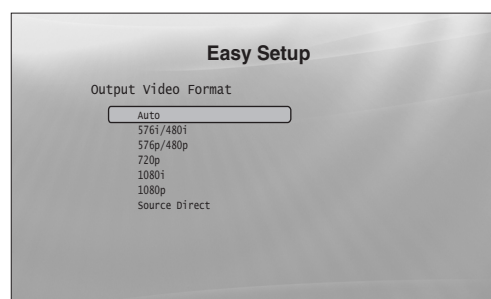 Easy Setup
Output Video Format
Auto
576i/480i
576p/480p
720p
1080i
1080p
Source Direct